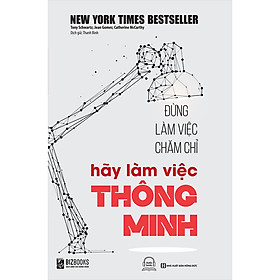 NEW YORK TIMES BESTSELLER
Tony Schwartz, Jean Gomes, Catherine McCarthy
Dịch giả: Thanh Bình
ĐỪNG
LÀM VIỆC
CHĂM CHỈ
hãy làm việc
THÔNG
MINH
BIZBOOKS